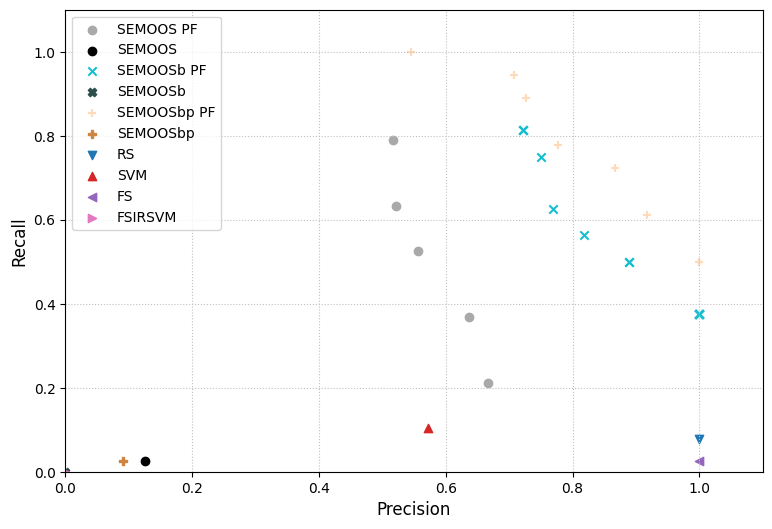 SEMOOS PF
SEMOOS
SEMOOSb PF
SEMOOSb
SEMOOSbp PF
SEMOOSbp
RS
SVM
FS
FSIRSVM
1.0
0.8
0.6
0.4
0.2
0.0
Recall
0.0 0.2 0.4 0.6 0.8 1.0
Precision